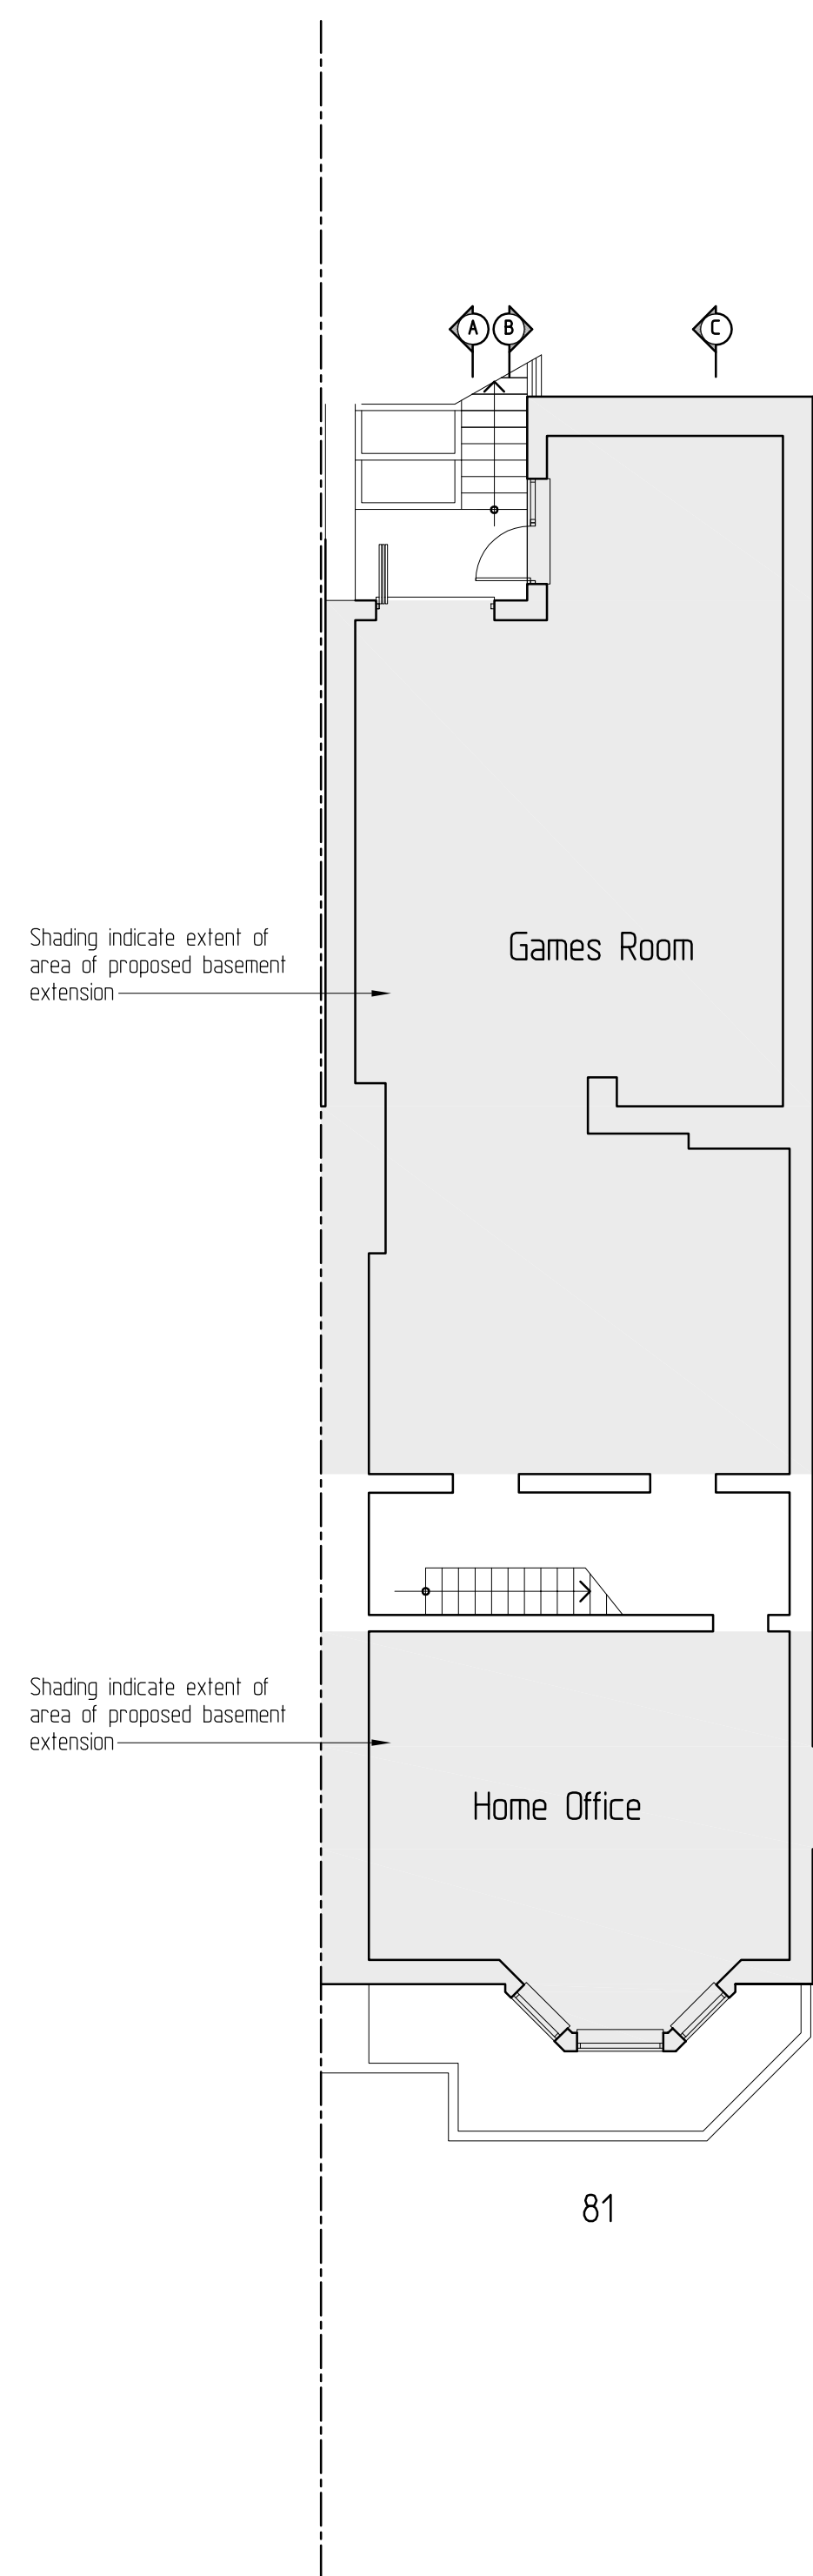 A B C
Shading indicate extent of
area of proposed basement
extension
Games Room
Shading indicate extent of
area of proposed basement
extension
Home Office
81